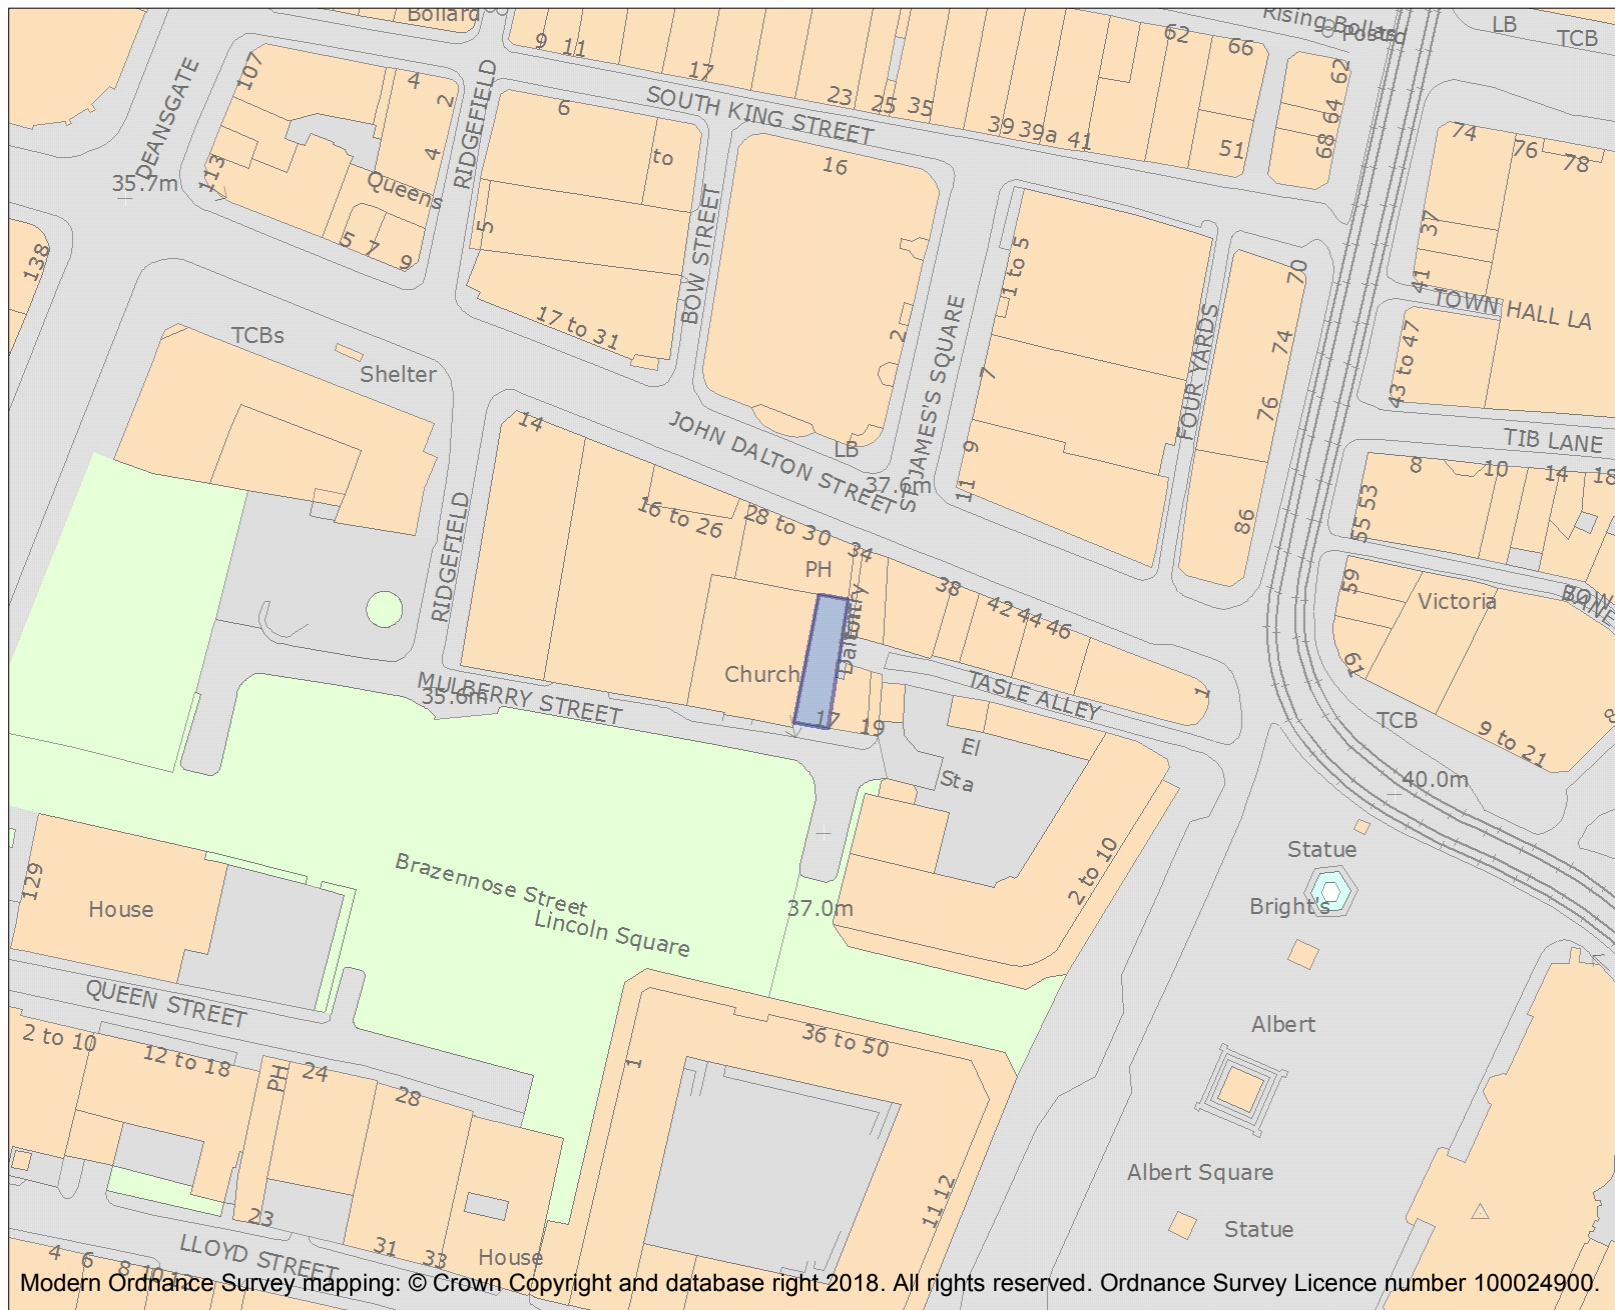 Bollard
9 11
17
23
25 35
39 39a 41
62
66
51
Rising Bollard
LB
TCB
62
64
68
DEANSGATE
107
4
2
4
113
Queens
5 7 9
35.7m
RIDGEFIELD
SOUTH KING STREET
6
to
5
17 to 31
BOW STREET
16
2
LB
ST JAMES'S SQUARE
1 to 5
7
9
11
FOUR YARDS
70
74
76
86
74
76
78
37
41
TOWN HALL LA
43 to 47
TIB LANE
8
10
14
18
53
55
59
61
Victoria
BOW
LANE
TCB
9 to 21
8
40.0m
138
TCBs
Shelter
14
JOHN DALTON STREET
37.6m
16 to 26
28 to 30
34
PH
38
42 44 46
1
RIDGEFIELD
Dalton
Entry
Church
17
19
TASLE ALLEY
MULBERRY STREET
35.6m
El
Sta
2 to 10
Brazennose Street
Lincoln Square
37.0m
129
House
QUEEN STREET
2 to 10
12 to 18
PH
24
28
23
31
33
House
LLOYD STREET
4
6
8
10
12
1
36 to 50
11 12
Statue
Bright's
Albert
Albert Square
Statue
Modern Ordnance Survey mapping: © Crown Copyright and database right 2018. All rights reserved. Ordnance Survey Licence number 100024900.